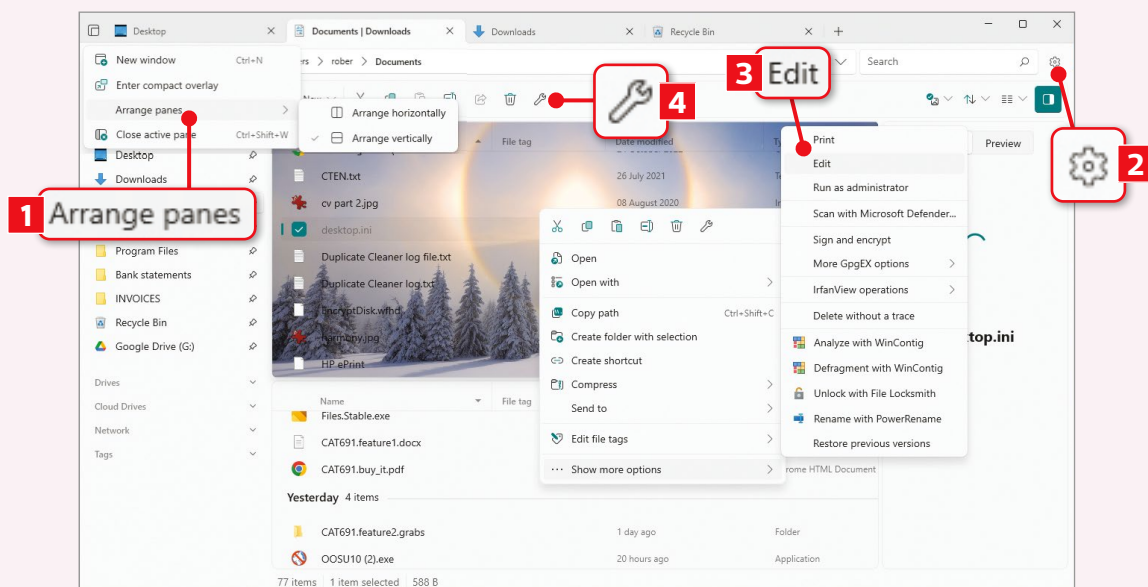 Desktop
Documents | Downloads
Downloads
Recycle Bin
New window Ctrl+N
Enter compact overlay
Arrange panes
Close active pane Ctrl+Shift+W
rober > Documents
Search
Arrange horizontally
Arrange vertically
3 Edit
4
2
1 Arrange panes
Desktop
Downloads
Program Files
Bank statements
INVOICES
Recycle Bin
Google Drive (G:)
Drives
Cloud Drives
Network
Tags
File tag
Date modified
CTEN.txt 26 July 2021
cv part 2.jpg 08 August 2020
desktop.ini
Duplicate Cleaner log file.txt
Duplicate Cleaner log.txt
EncryptDisk.wfhd
harmony.jpg
HP ePrint
Name File tag
Files.Stable.exe
CAT691.feature1.docx
CAT691.buy_it.pdf
Yesterday 4 items
CAT691.feature2.grabs 1 day ago Folder
OOSU10 (2).exe 20 hours ago Application
77 items 1 item selected 588 B
Open
Open with
Copy path Ctrl+Shift+C
Create folder with selection
Create shortcut
Compress
Send to
Edit file tags
Show more options
Print
Edit
Run as administrator
Scan with Microsoft Defender...
Sign and encrypt
More GpgEX options
IrfanView operations
Delete without a trace
Analyze with WinContig
Defragment with WinContig
Unlock with File Locksmith
Rename with PowerRename
Restore previous versions
HTML Document
Preview
top.ini